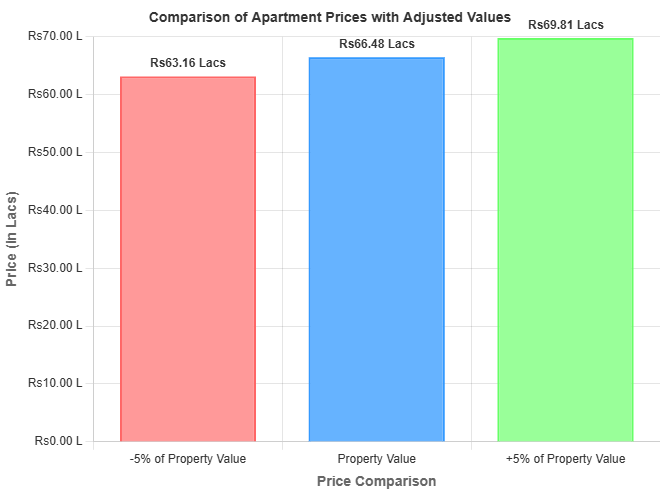 Comparison of Apartment Prices with Adjusted Values
Rs69.81 Lacs
Rs66.48 Lacs
Rs63.16 Lacs
Rs70.00 L
Rs60.00 L
Rs50.00 L
Rs40.00 L
Rs30.00 L
Rs20.00 L
Rs10.00 L
Rs0.00 L
Price (In Lacs)
-5% of Property Value
Property Value
+5% of Property Value
Price Comparison